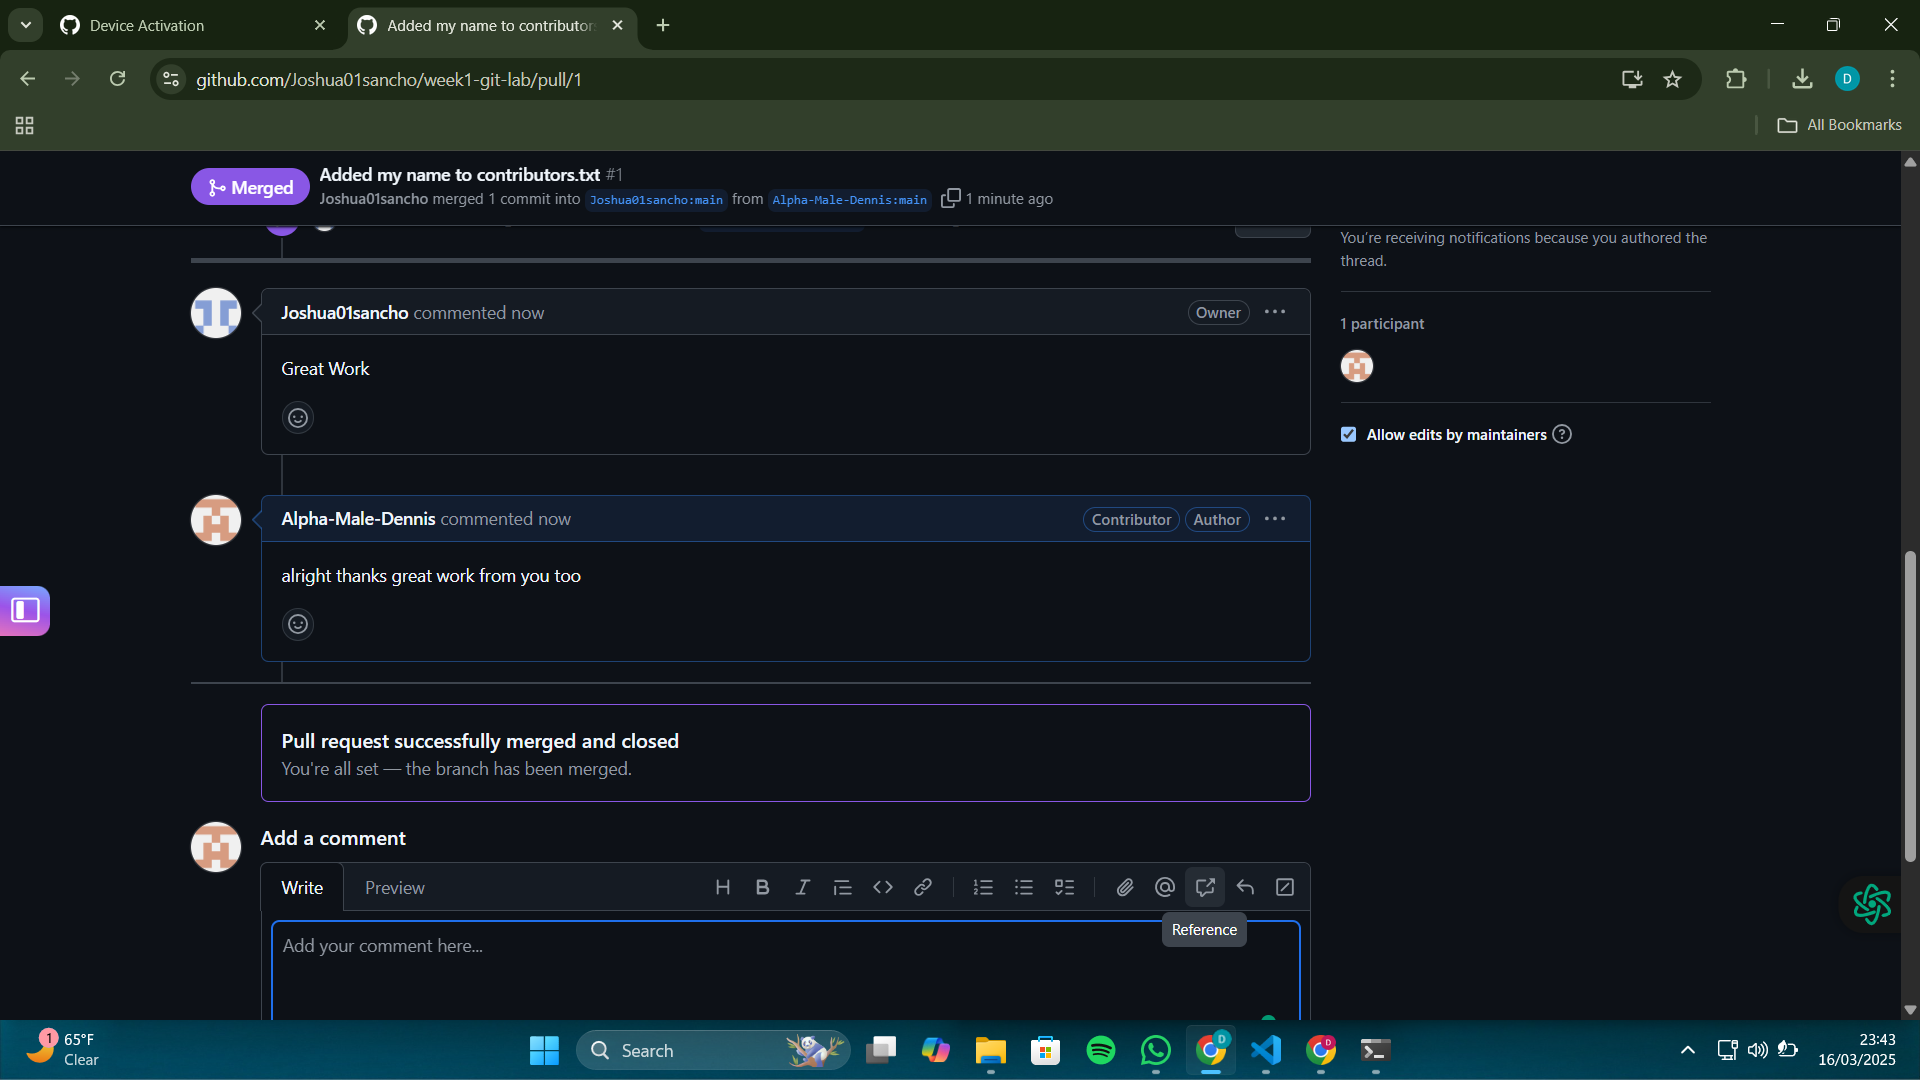 Device Activation
Added my name to contributors
github.com/Joshua01sancho/week1-git-lab/pull/1
D
All Bookmarks
Merged
Added my name to contributors.txt #1
Joshua01sancho merged 1 commit into Joshua01sancho:main from Alpha-Male-Dennis:main 1 minute ago
You're receiving notifications because you authored the
thread.
Joshua01sancho commented now
Owner
Great Work
1 participant
Allow edits by maintainers
Alpha-Male-Dennis commented now
Contributor
Author
alright thanks great work from you too
Pull request successfully merged and closed
You're all set — the branch has been merged.
Add a comment
Write
Preview
Reference
Add your comment here...
1
65°F
Clear
Search
D
D
23:43
16/03/2025